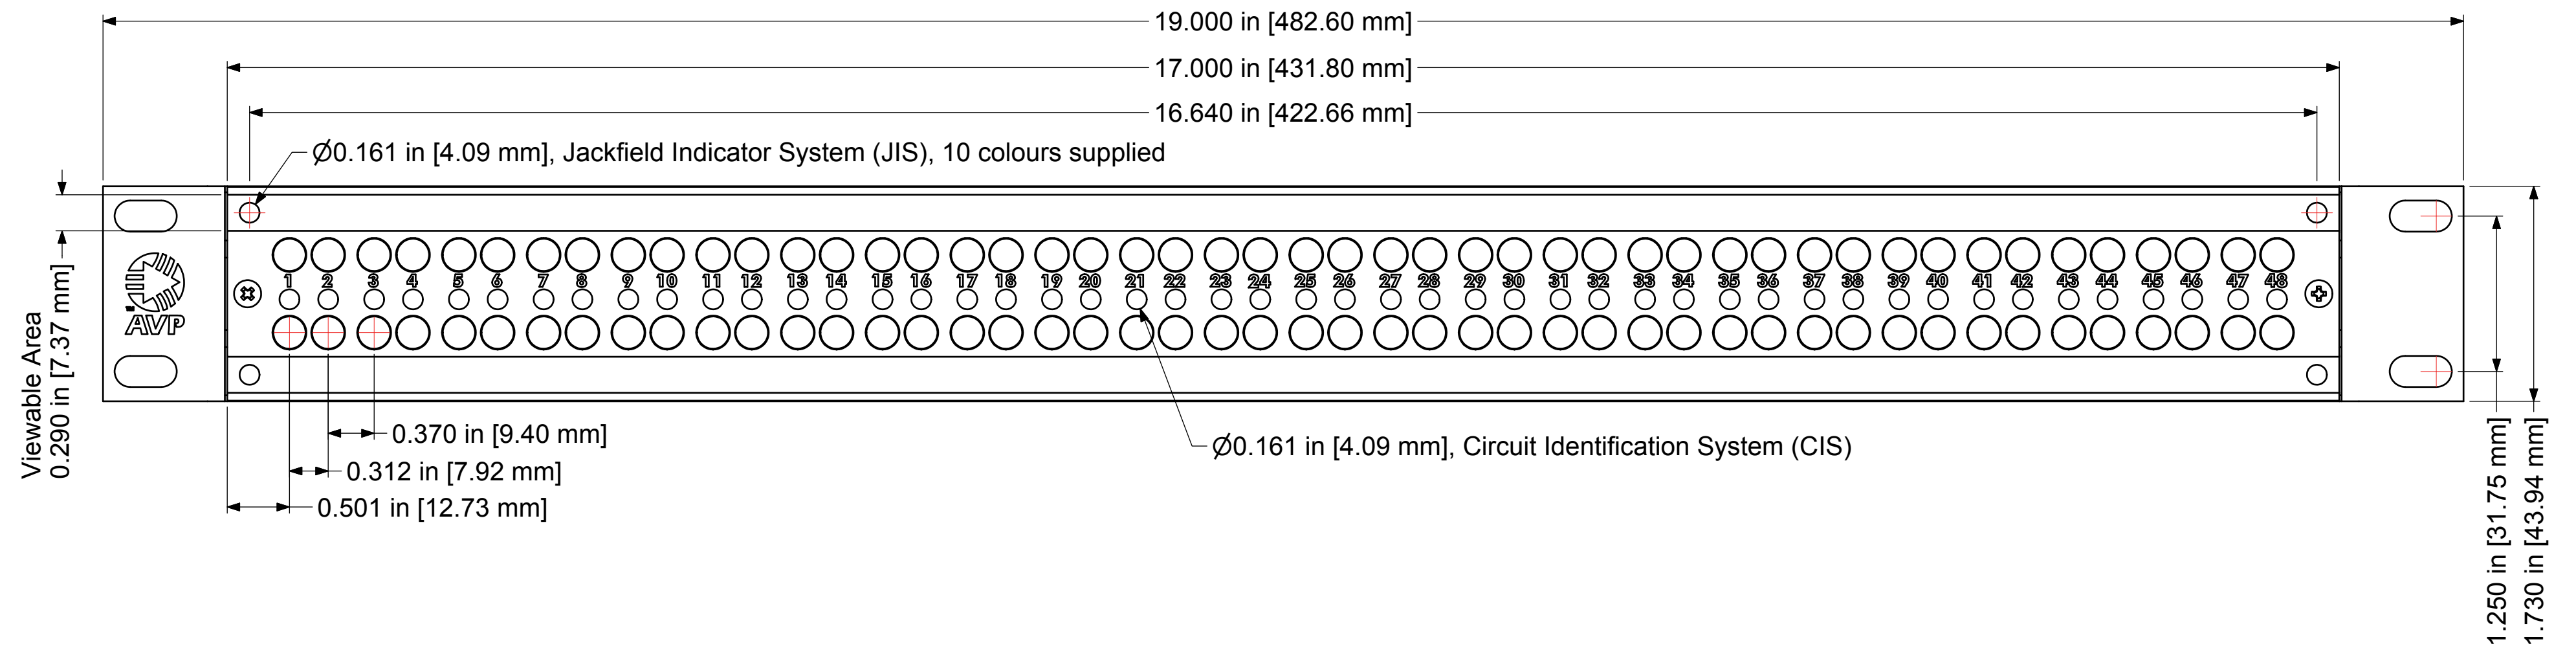 19.000 in [482.60 mm]
17.000 in [431.80 mm]
16.640 in [422.66 mm]
Ø0.161 in [4.09 mm], Jackfield Indicator System (JIS), 10 colours supplied
Viewable Area
0.290 in [7.37 mm]
AVP
1 2 3 4 5 6 7 8 9 10 11 12 13 14 15 16 17 18 19 20 21 22 23 24 25 26 27 28 29 30 31 32 33 34 35 36 37 38 39 40 41 42 43 44 45 46 47 48
0.370 in [9.40 mm]
Ø0.161 in [4.09 mm], Circuit Identification System (CIS)
0.312 in [7.92 mm]
0.501 in [12.73 mm]
1.250 in [31.75 mm]
1.730 in [43.94 mm]